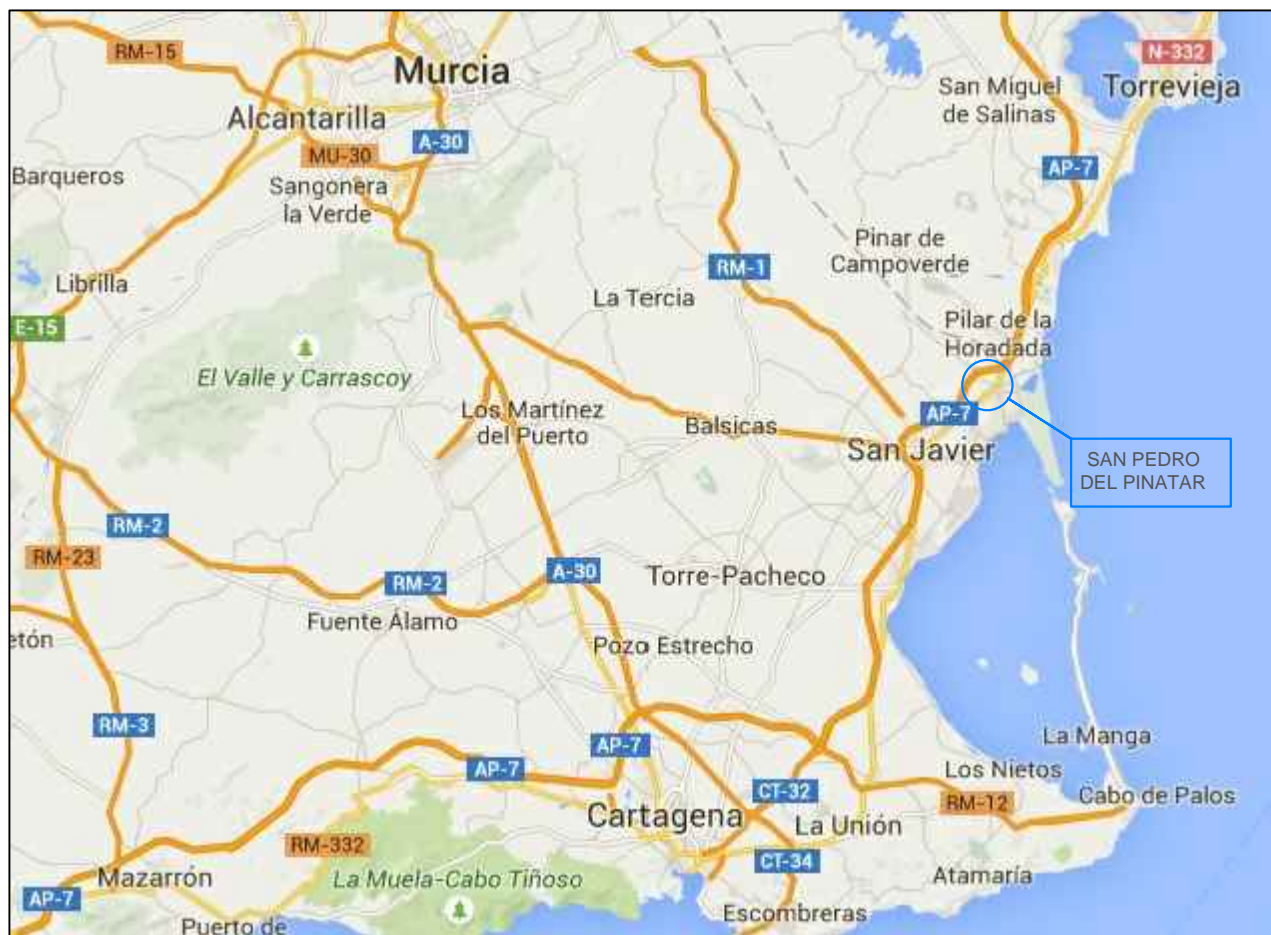 RM-15
Murcia
N-332
San Miguel
de Salinas
Torrevieja
Alcantarilla
A-30
MU-30
AP-7
Barqueros
Sangonera
la Verde
Pinar de
Campoverde
RM-1
Librilla
La Tercia
E-15
Pilar de la
Horadada
El Valle y Carrascoy
Los Martínez
del Puerto
AP-7
Balsicas
San Javier
SAN PEDRO
DEL PINATAR
RM-2
RM-23
RM-2
A-30
Torre-Pacheco
Fuente Álamo
etón
Pozo Estrecho
RM-3
AP-7
La Manga
AP-7
Los Nietos
CT-32
RM-12
Cabo de Palos
Cartagena
La Unión
RM-332
CT-34
Mazarrón
La Muela-Cabo Tiñoso
Atamaría
AP-7
Escombreras
Puerto de